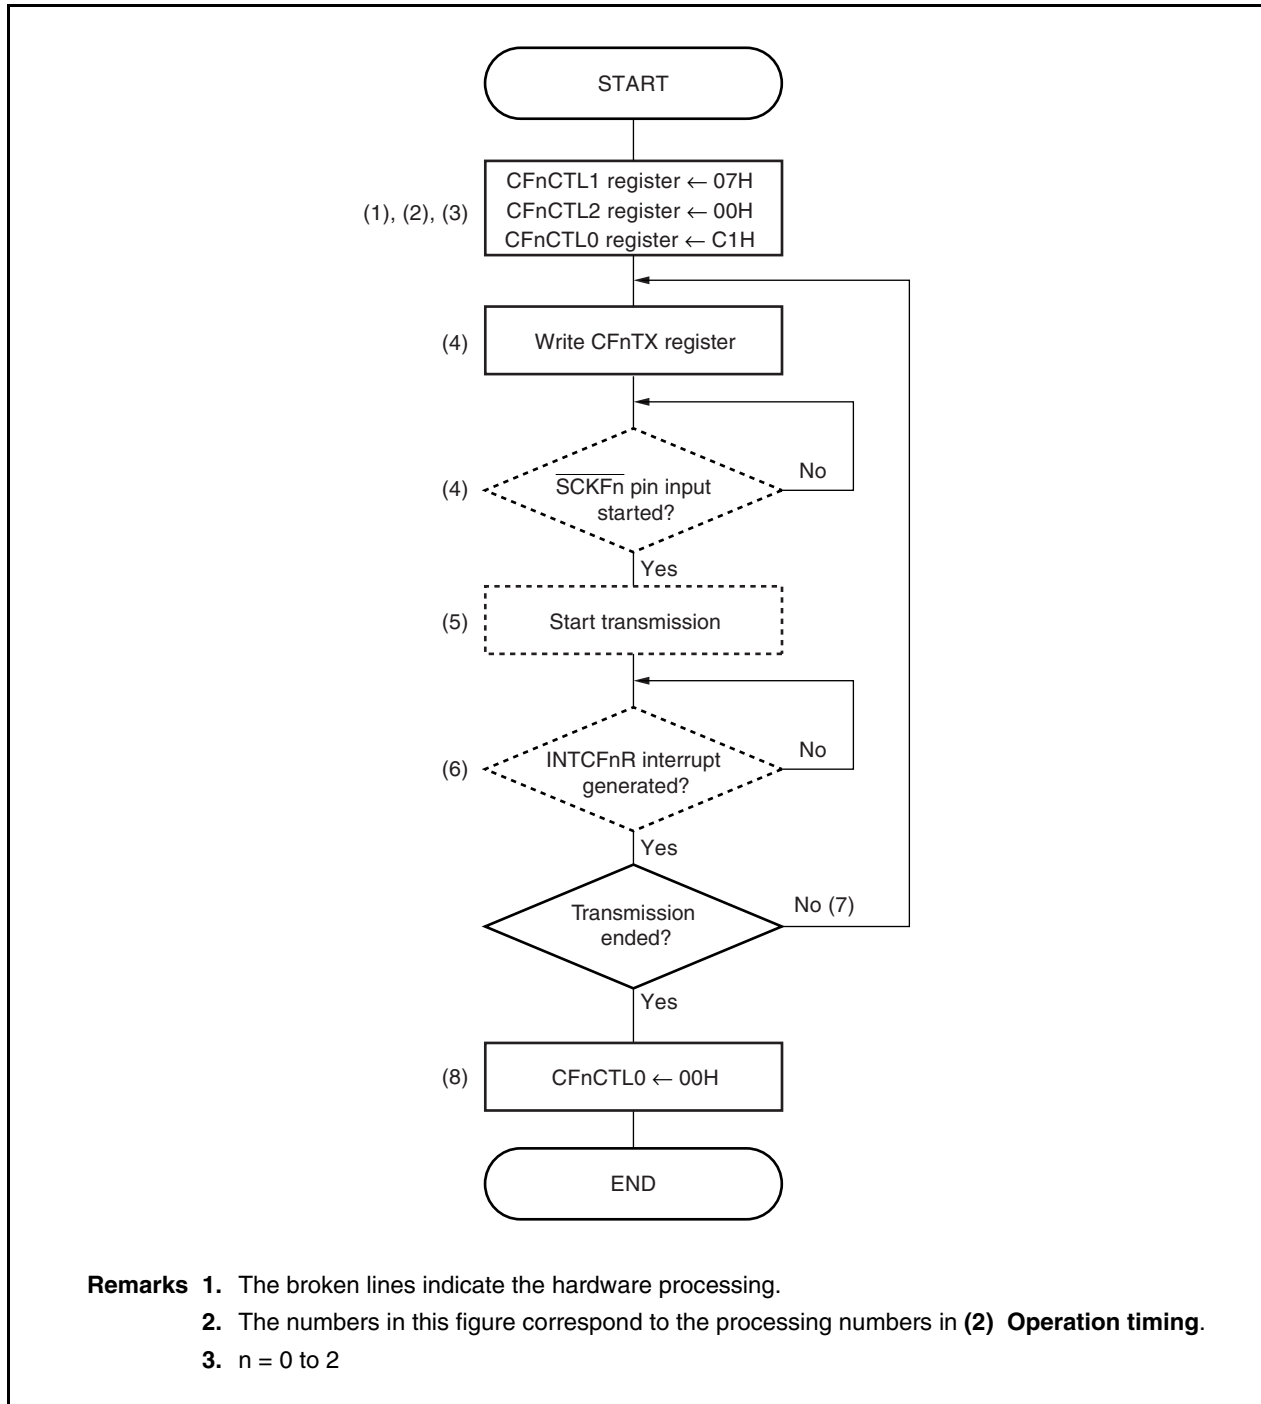 START
(1), (2), (3)
CFnCTL1 register ← 07H
CFnCTL2 register ← 00H
CFnCTL0 register ← C1H
(4)
Write CFnTX register
(4)
SCKFn pin input
started?
No
Yes
(5)
Start transmission
(6)
INTCFnR interrupt
generated?
No
Yes
Transmission
ended?
No (7)
Yes
(8)
CFnCTL0 ← 00H
END
Remarks 1. The broken lines indicate the hardware processing.
2. The numbers in this figure correspond to the processing numbers in (2) Operation timing.
3. n = 0 to 2